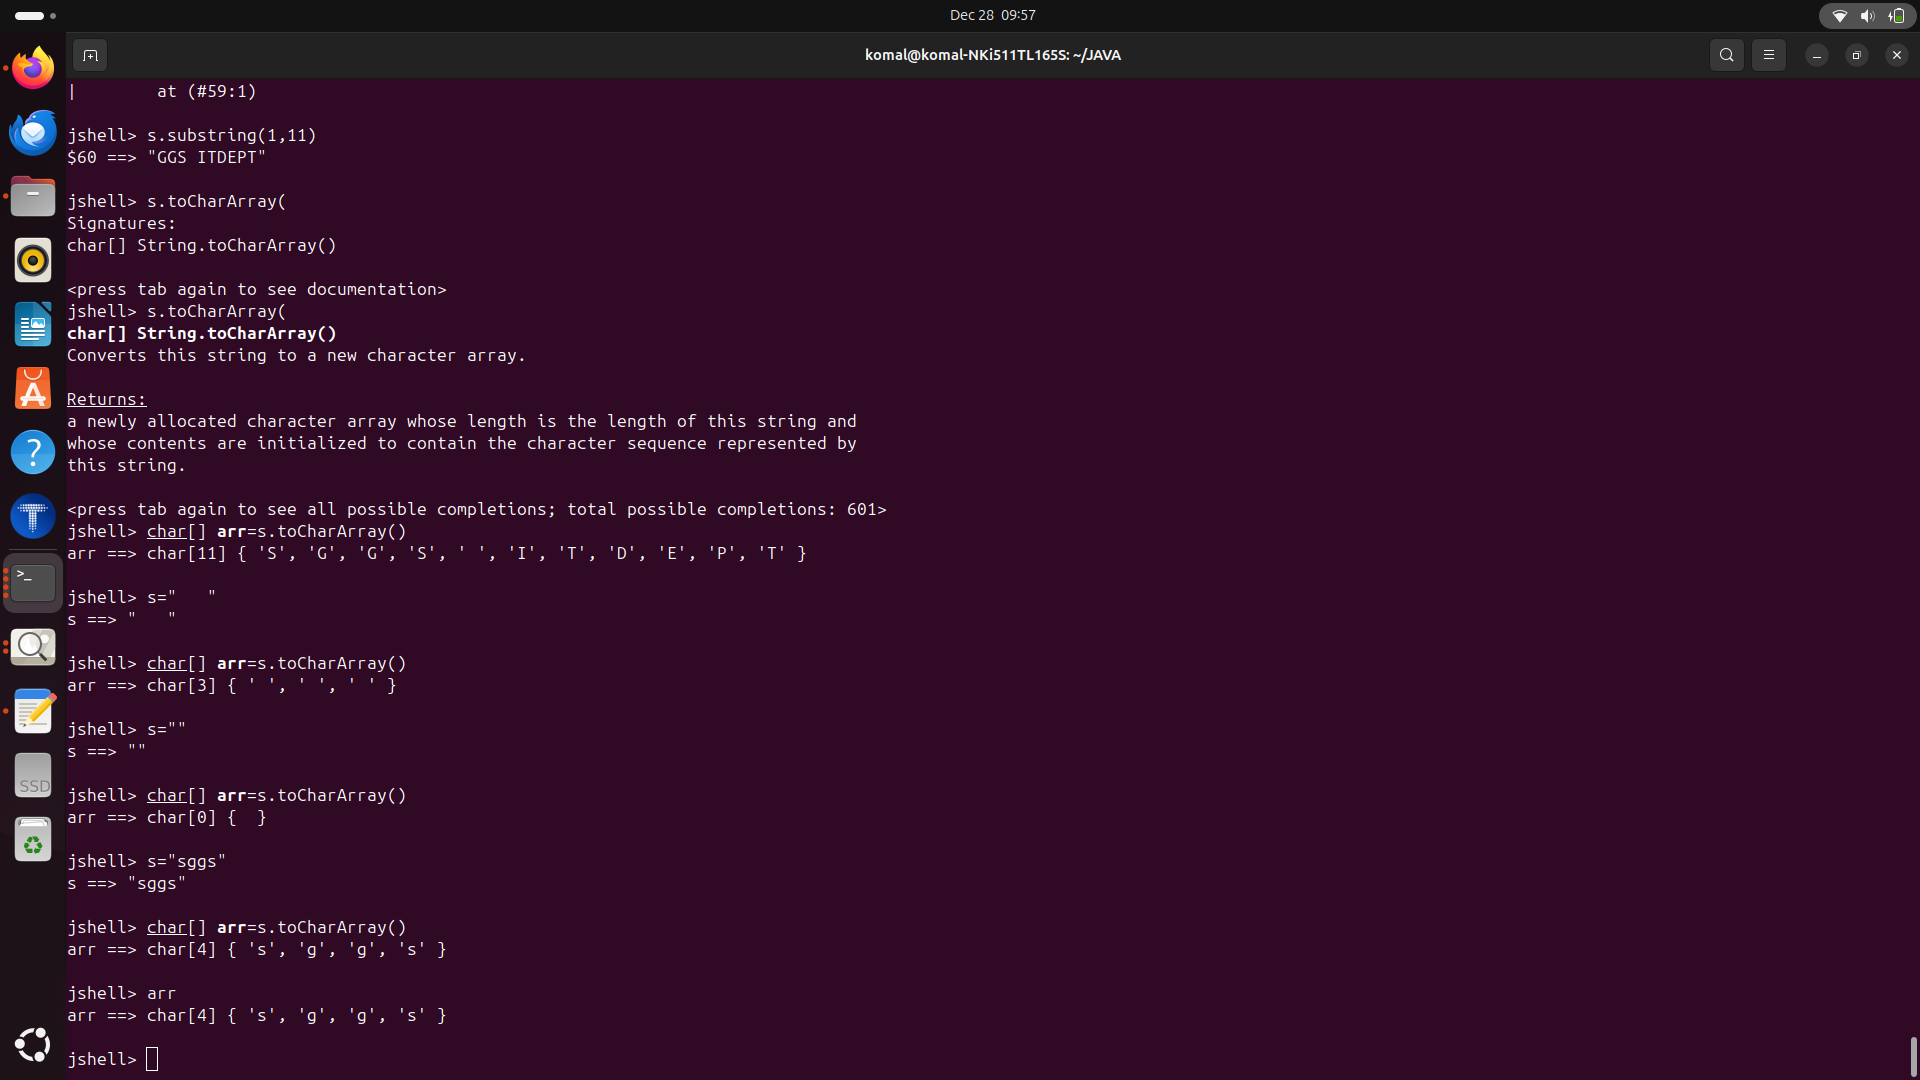 Dec 28  09:57
komal@komal-NKi511TL165S: ~/JAVA
|        at (#59:1)
jshell> s.substring(1,11)
$60 ==> "GGS ITDEPT"
jshell> s.toCharArray(
Signatures:
char[] String.toCharArray()
<press tab again to see documentation>
jshell> s.toCharArray(
char[] String.toCharArray()
Converts this string to a new character array.
Returns:
a newly allocated character array whose length is the length of this string and
whose contents are initialized to contain the character sequence represented by
this string.
<press tab again to see all possible completions; total possible completions: 601>
jshell> char[] arr=s.toCharArray()
arr ==> char[11] { 'S', 'G', 'G', 'S', ' ', 'I', 'T', 'D', 'E', 'P', 'T' }
jshell> s="   "
s ==> "   "
jshell> char[] arr=s.toCharArray()
arr ==> char[3] { ' ', ' ', ' ' }
jshell> s=""
s ==> ""
jshell> char[] arr=s.toCharArray()
arr ==> char[0] {  }
jshell> s="sggs"
s ==> "sggs"
jshell> char[] arr=s.toCharArray()
arr ==> char[4] { 's', 'g', 'g', 's' }
jshell> arr
arr ==> char[4] { 's', 'g', 'g', 's' }
jshell>
SSD